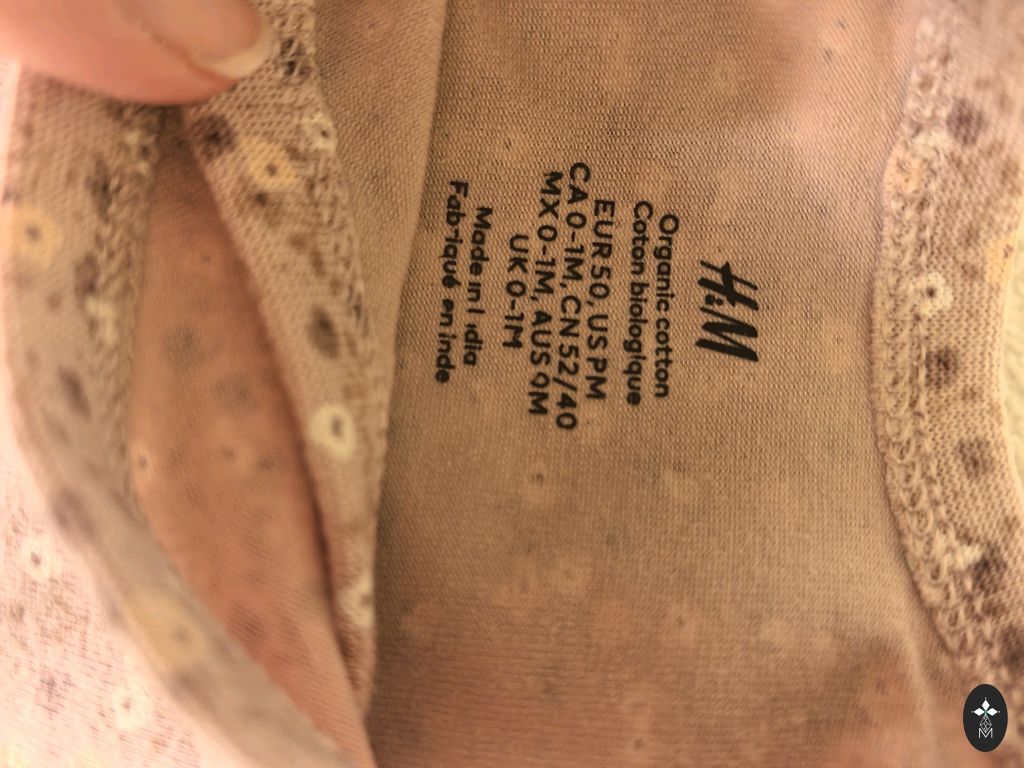 H&M
Organic cotton
Coton biologique
EUR 50, US PM
CA 0-1M, CN 52/40
MX 0-1M, AUS 0M
UK 0-1M
Made in India
Fabriqué en inde
M